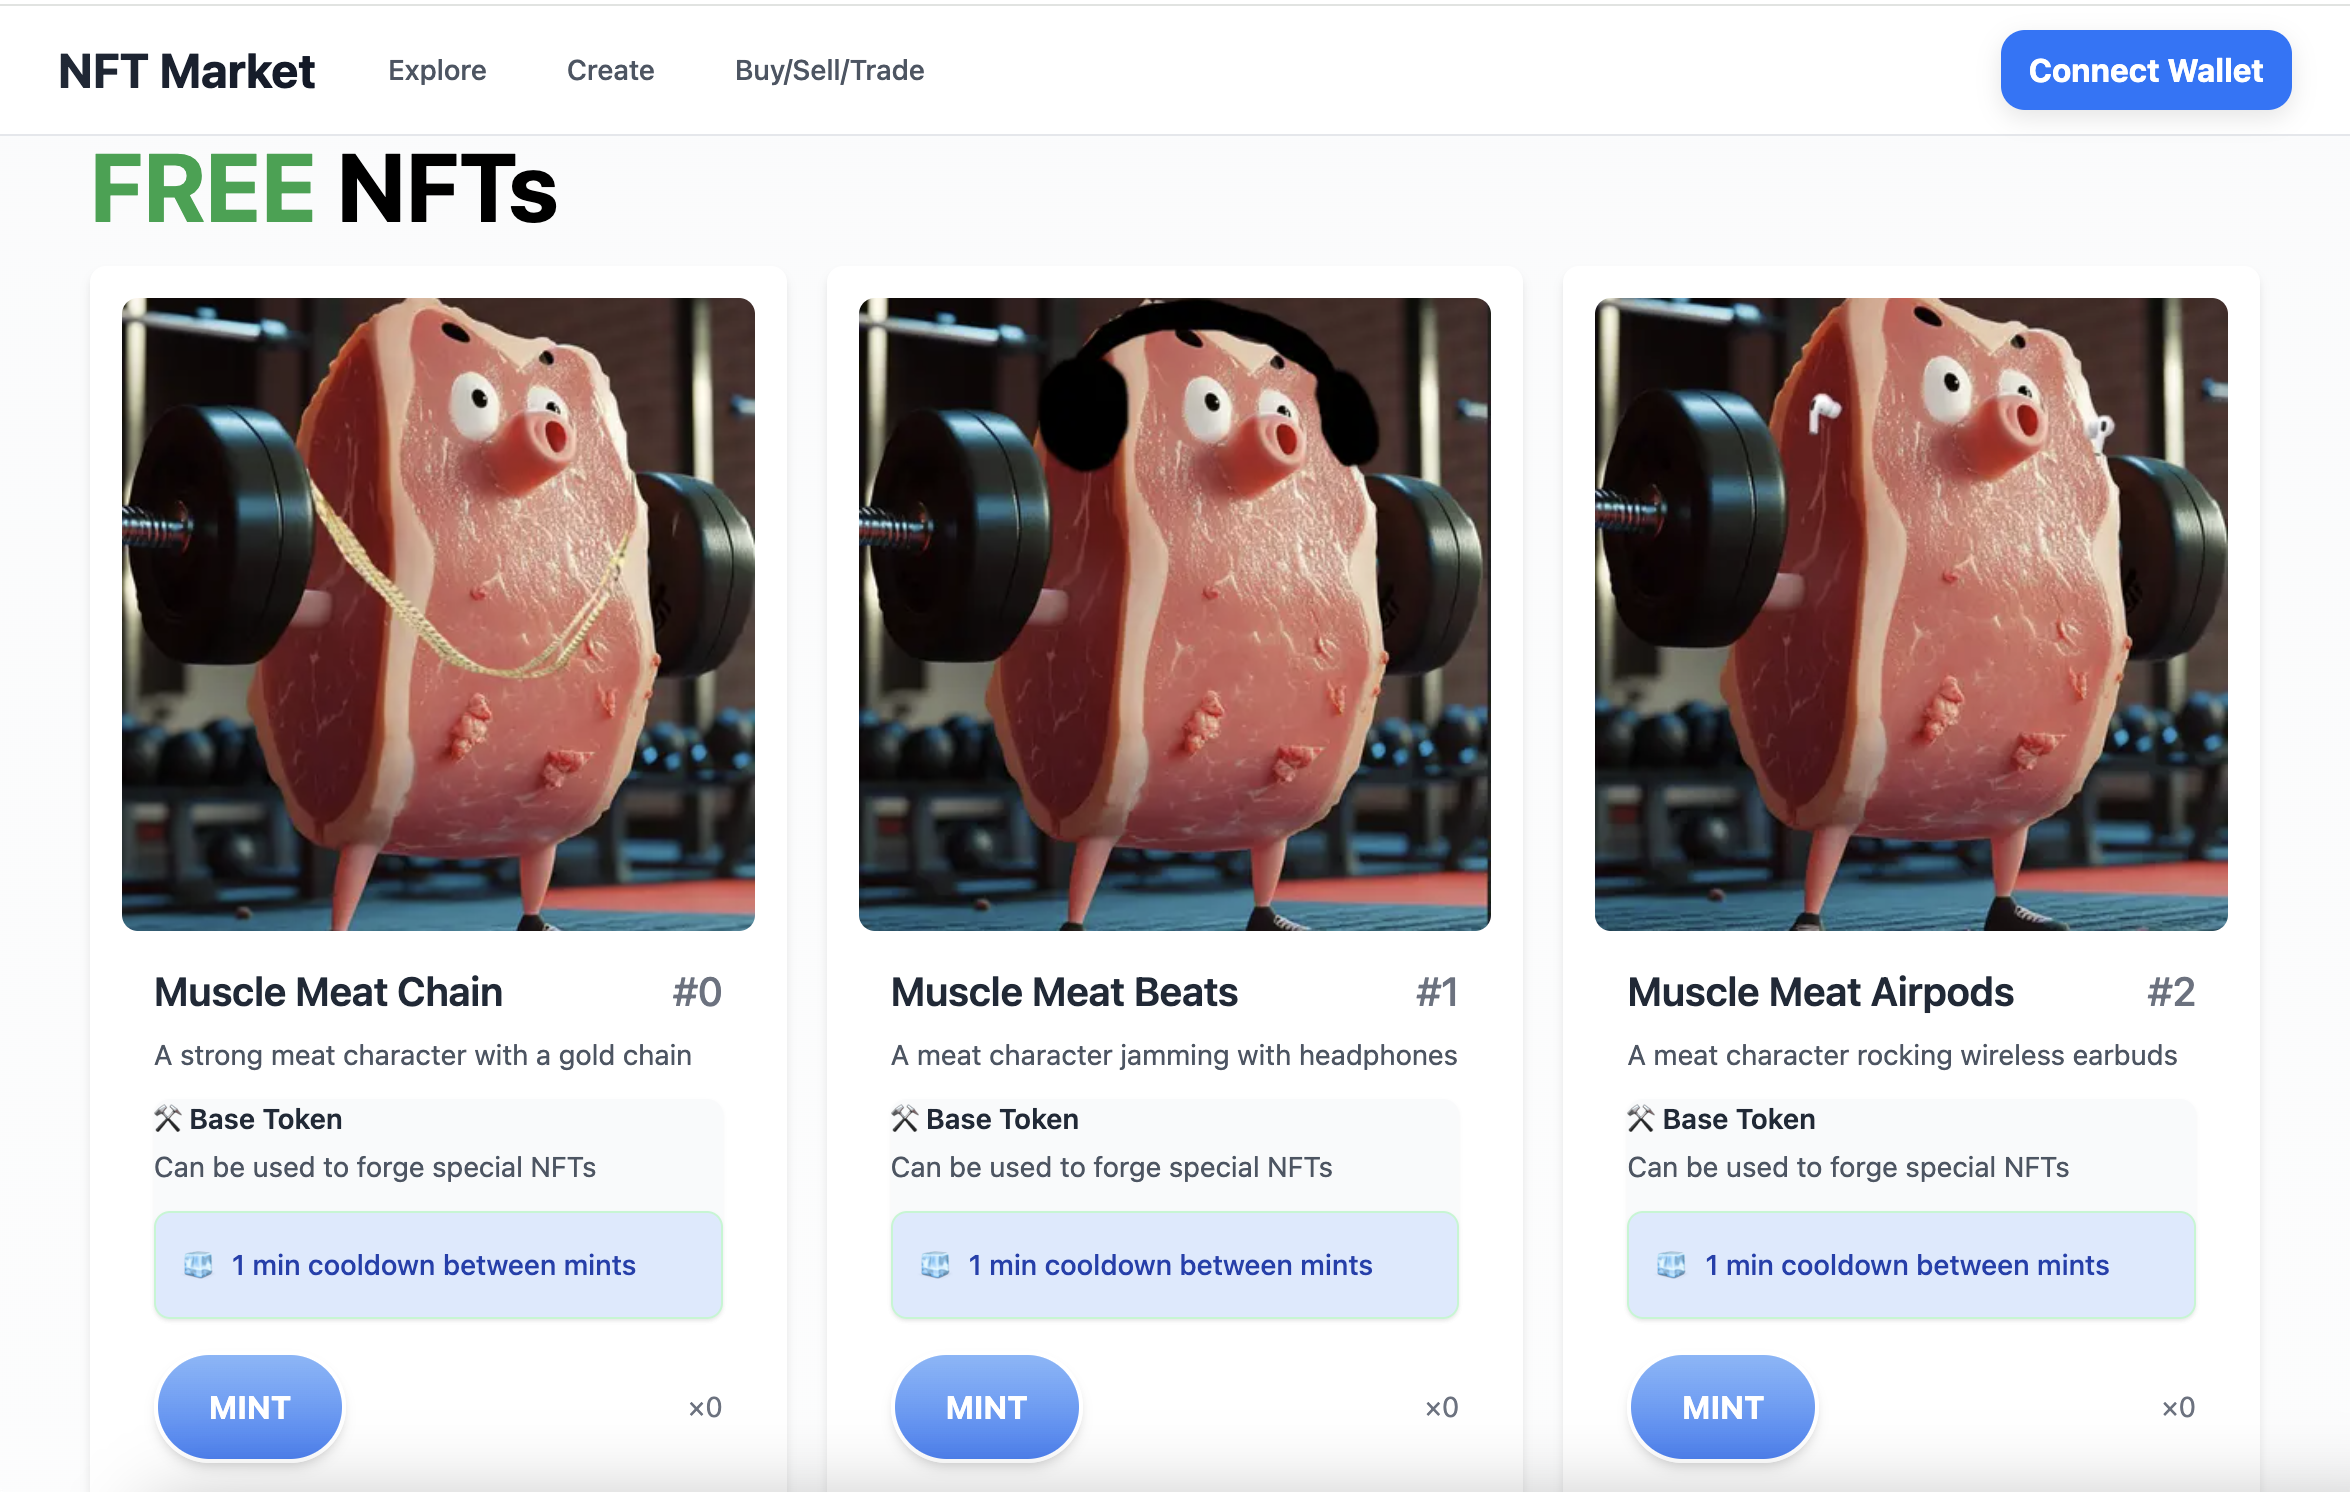 NFT Market
Explore
Create
Buy/Sell/Trade
Connect Wallet
FREE NFTs
Muscle Meat Chain
#0
A strong meat character with a gold chain
⚒️ Base Token
Can be used to forge special NFTs
🧊 1 min cooldown between mints
MINT
×0
Muscle Meat Beats
#1
A meat character jamming with headphones
⚒️ Base Token
Can be used to forge special NFTs
🧊 1 min cooldown between mints
MINT
×0
Muscle Meat Airpods
#2
A meat character rocking wireless earbuds
⚒️ Base Token
Can be used to forge special NFTs
🧊 1 min cooldown between mints
MINT
×0